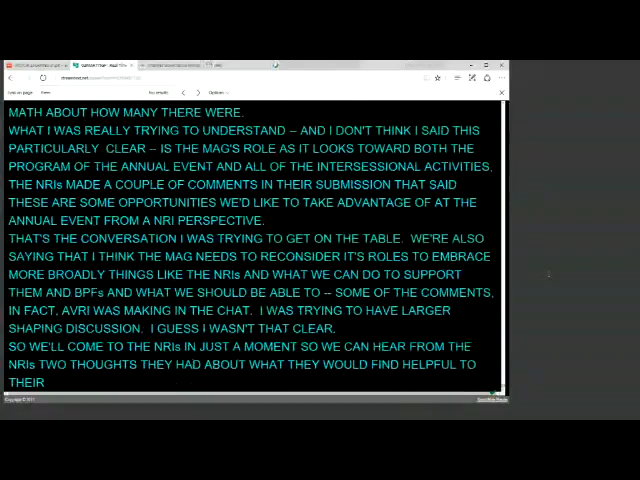 streamtext.net
Find on page
No results
Options
MATH ABOUT HOW MANY THERE WERE.
WHAT I WAS REALLY TRYING TO UNDERSTAND -- AND I DON'T THINK I SAID THIS
PARTICULARLY CLEAR -- IS THE MAG'S ROLE AS IT LOOKS TOWARD BOTH THE
PROGRAM OF THE ANNUAL EVENT AND ALL OF THE INTERSESSIONAL ACTIVITIES,
THE NRIs MADE A COUPLE OF COMMENTS IN THEIR SUBMISSION THAT SAID
THESE ARE SOME OPPORTUNITIES WE'D LIKE TO TAKE ADVANTAGE OF AT THE
ANNUAL EVENT FROM A NRI PERSPECTIVE.
THAT'S THE CONVERSATION I WAS TRYING TO GET ON THE TABLE. WE'RE ALSO
SAYING THAT I THINK THE MAG NEEDS TO RECONSIDER IT'S ROLES TO EMBRACE
MORE BROADLY THINGS LIKE THE NRIs AND WHAT WE CAN DO TO SUPPORT
THEM AND BPFs AND WHAT WE SHOULD BE ABLE TO -- SOME OF THE COMMENTS,
IN FACT, AVRI WAS MAKING IN THE CHAT. I WAS TRYING TO HAVE LARGER
SHAPING DISCUSSION. I GUESS I WASN'T THAT CLEAR.
SO WE'LL COME TO THE NRIs IN JUST A MOMENT SO WE CAN HEAR FROM THE
NRIs TWO THOUGHTS THEY HAD ABOUT WHAT THEY WOULD FIND HELPFUL TO
THEIR